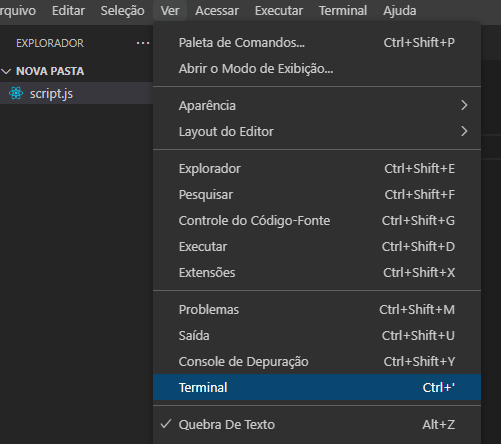 rquivo Editar Seleção Ver Acessar Executar Terminal Ajuda
EXPLORADOR ...
NOVA PASTA
script.js
Paleta de Comandos... Ctrl+Shift+P
Abrir o Modo de Exibição...
Aparência
Layout do Editor
Explorador Ctrl+Shift+E
Pesquisar Ctrl+Shift+F
Controle do Código-Fonte Ctrl+Shift+G
Executar Ctrl+Shift+D
Extensões Ctrl+Shift+X
Problemas Ctrl+Shift+M
Saída Ctrl+Shift+U
Console de Depuração Ctrl+Shift+Y
Terminal Ctrl+'
Quebra De Texto Alt+Z